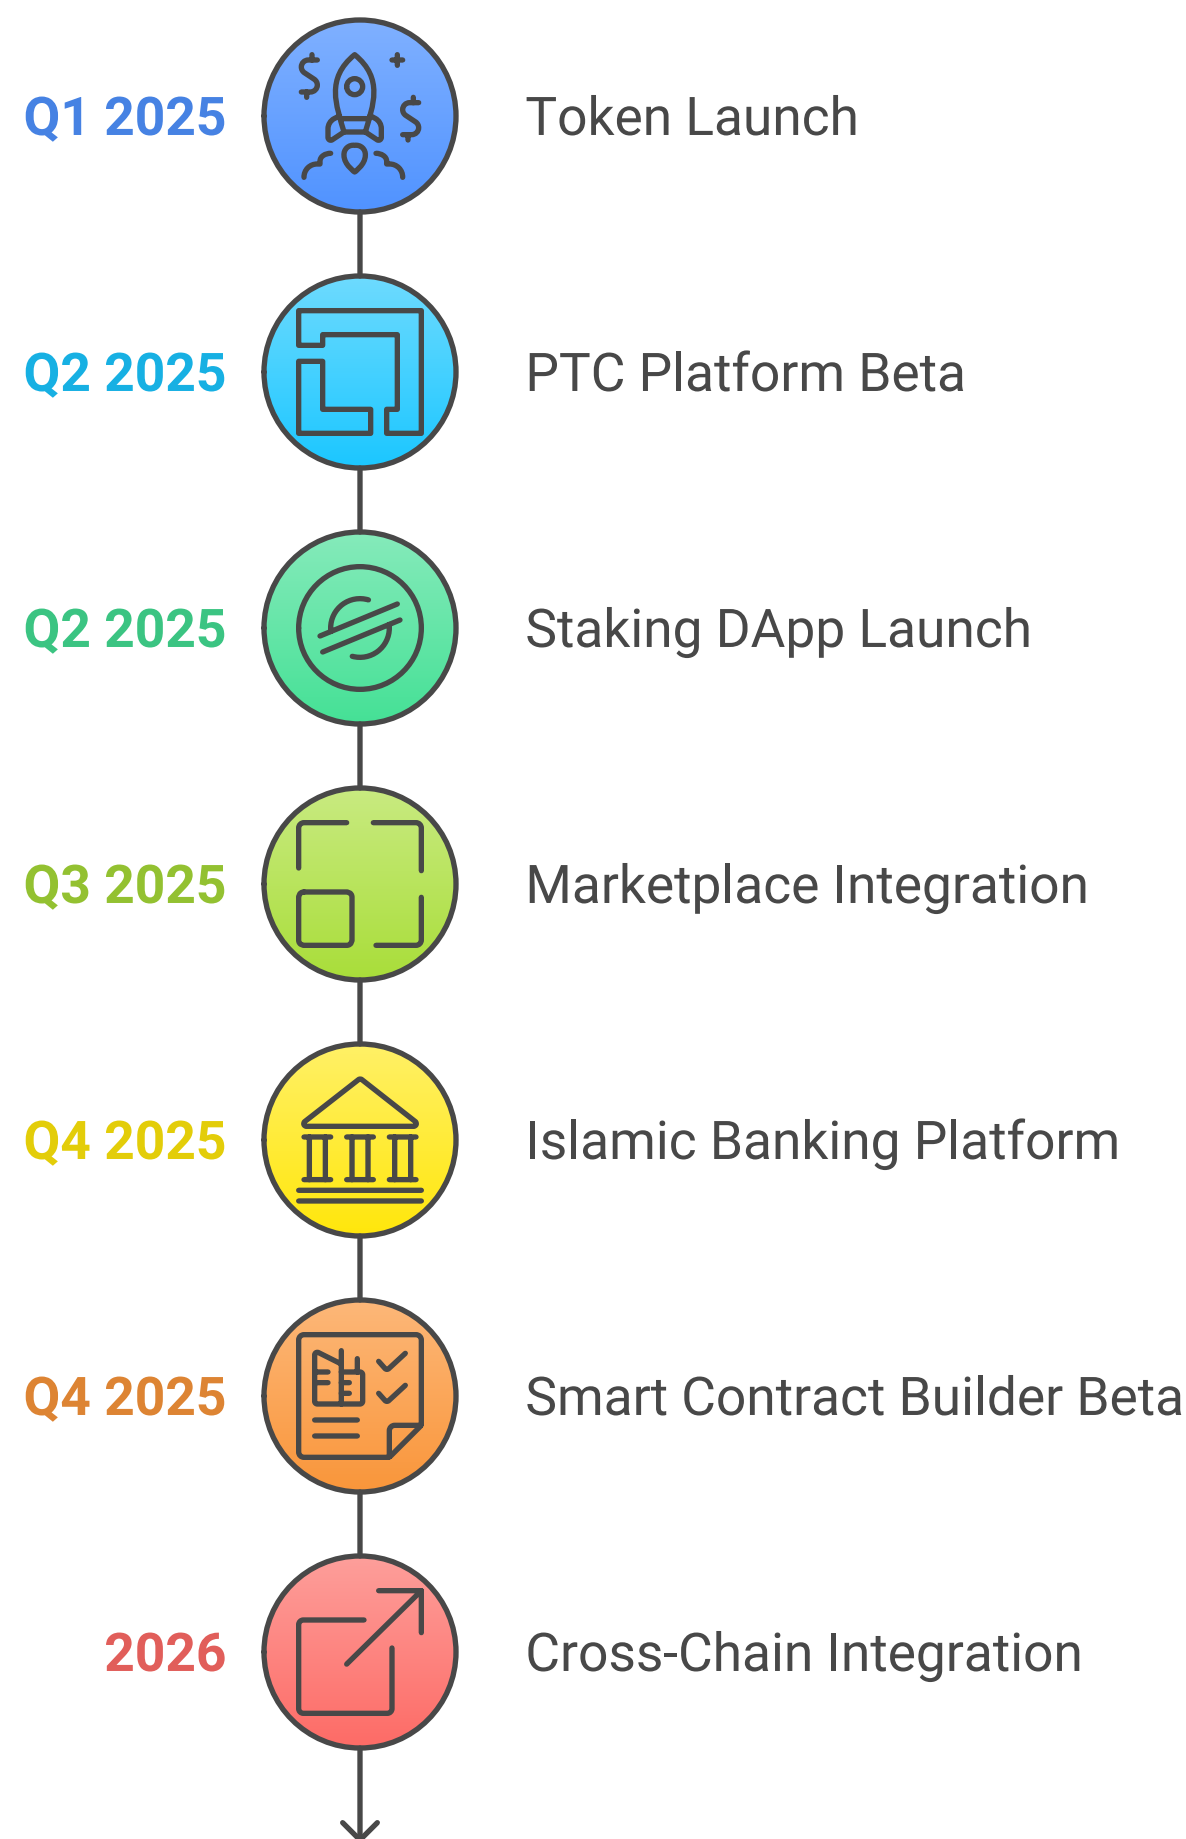 Q1 2025 Token Launch
Q2 2025 PTC Platform Beta
Q2 2025 Staking DApp Launch
Q3 2025 Marketplace Integration
Q4 2025 Islamic Banking Platform
Q4 2025 Smart Contract Builder Beta
2026 Cross-Chain Integration